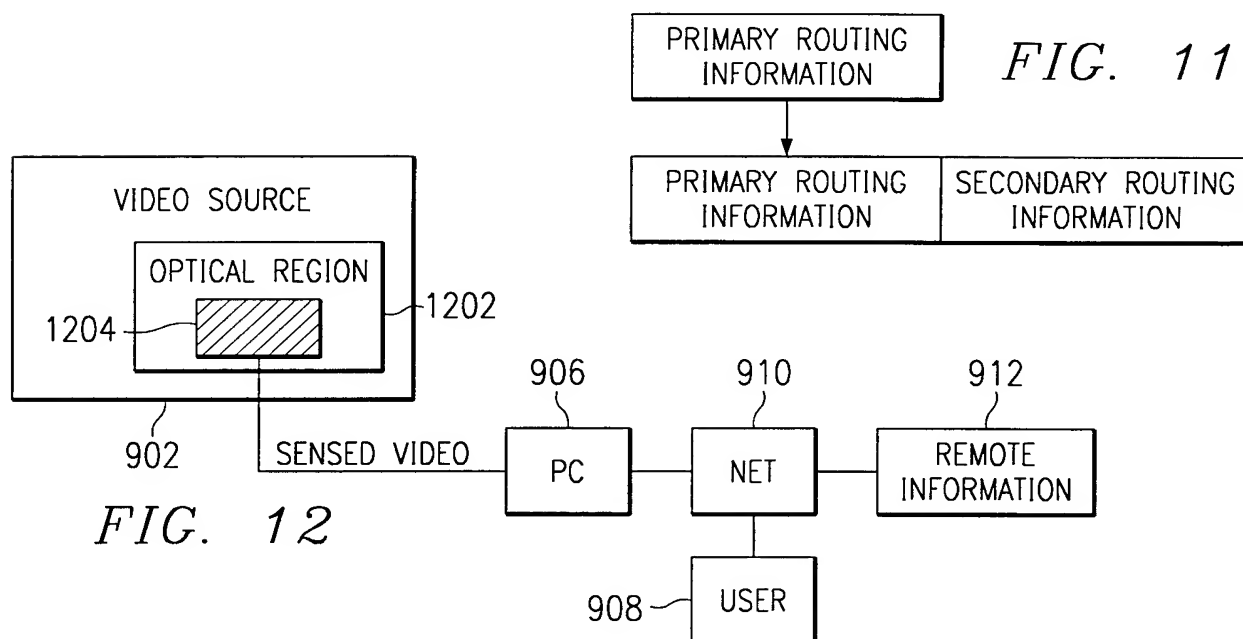 PRIMARY ROUTING
INFORMATION
FIG. 11
PRIMARY ROUTING
INFORMATION
SECONDARY ROUTING
INFORMATION
VIDEO SOURCE
OPTICAL REGION
1204
1202
902
SENSED VIDEO
906
PC
910
NET
912
REMOTE
INFORMATION
908
USER
FIG. 12